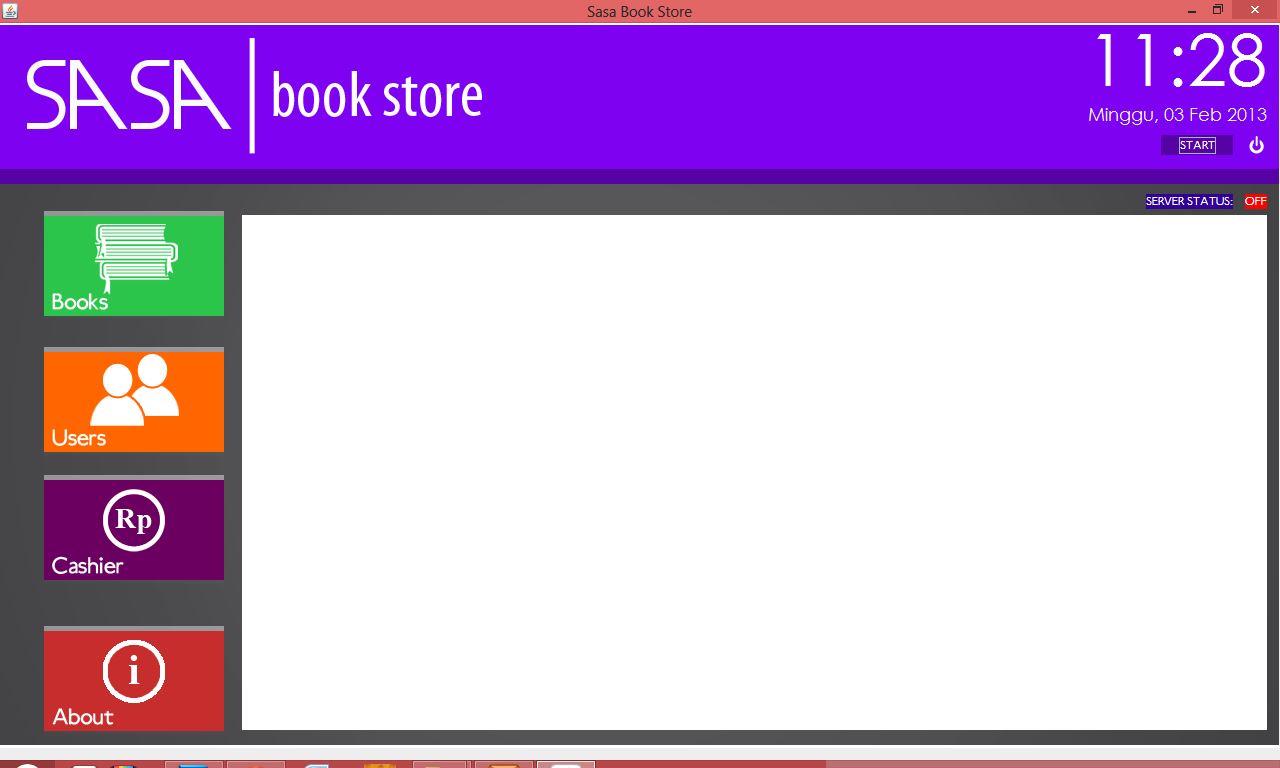 Sasa Book Store
SASA | book store
11:28
Minggu, 03 Feb 2013
START
SERVER STATUS: OFF
Books
Users
Rp
Cashier
i
About